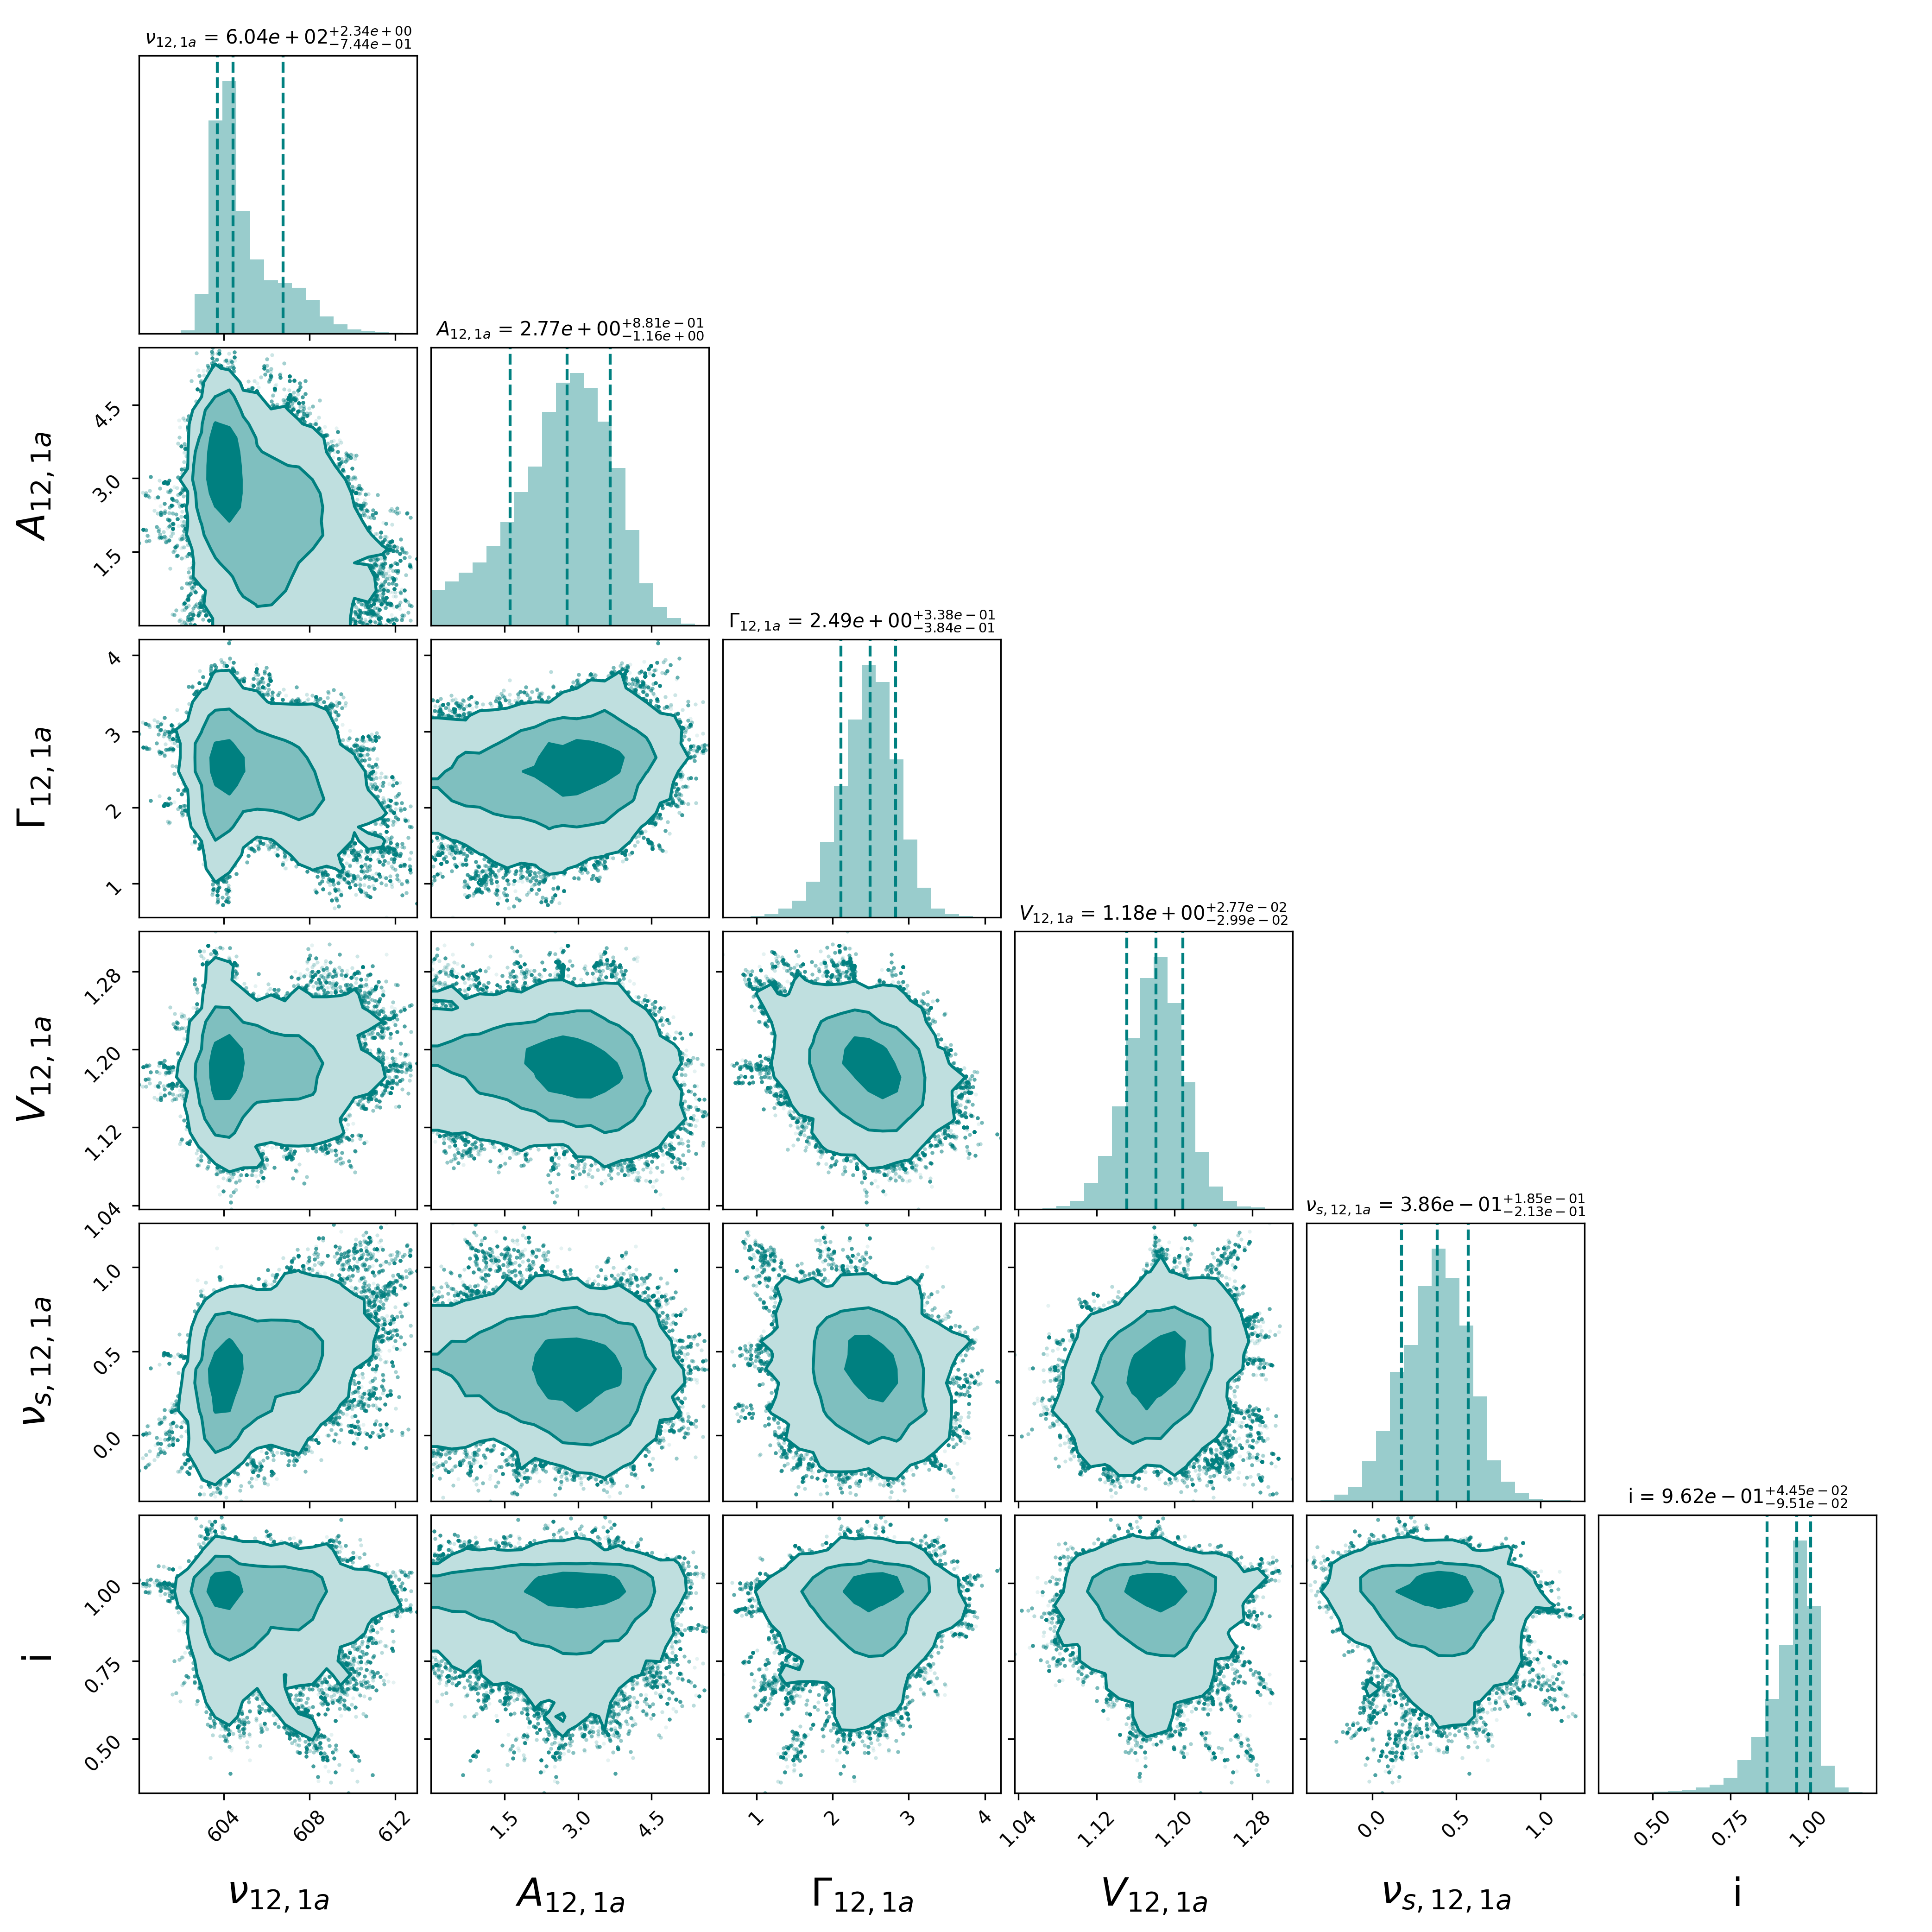 ν12,1a = 6.04e + 02+2.34e+00−7.44e−01
A12,1a = 2.77e + 00+8.81e−01−1.16e+00
4.5
3.0
1.5
A12,1a
Γ12,1a = 2.49e + 00+3.38e−01−3.84e−01
4
3
2
1
Γ12,1a
V12,1a = 1.18e + 00+2.77e−02−2.99e−02
1.28
1.20
1.12
1.04
V12,1a
νs,12,1a = 3.86e − 01+1.85e−01−2.13e−01
1.0
0.5
0.0
νs,12,1a
i = 9.62e − 01+4.45e−02−9.51e−02
1.00
0.75
0.50
i
604 608 612 1.5 3.0 4.5 1 2 3 4 1.04 1.12 1.20 1.28 0.0 0.5 1.0 0.50 0.75 1.00
ν12,1a A12,1a Γ12,1a V12,1a νs,12,1a i